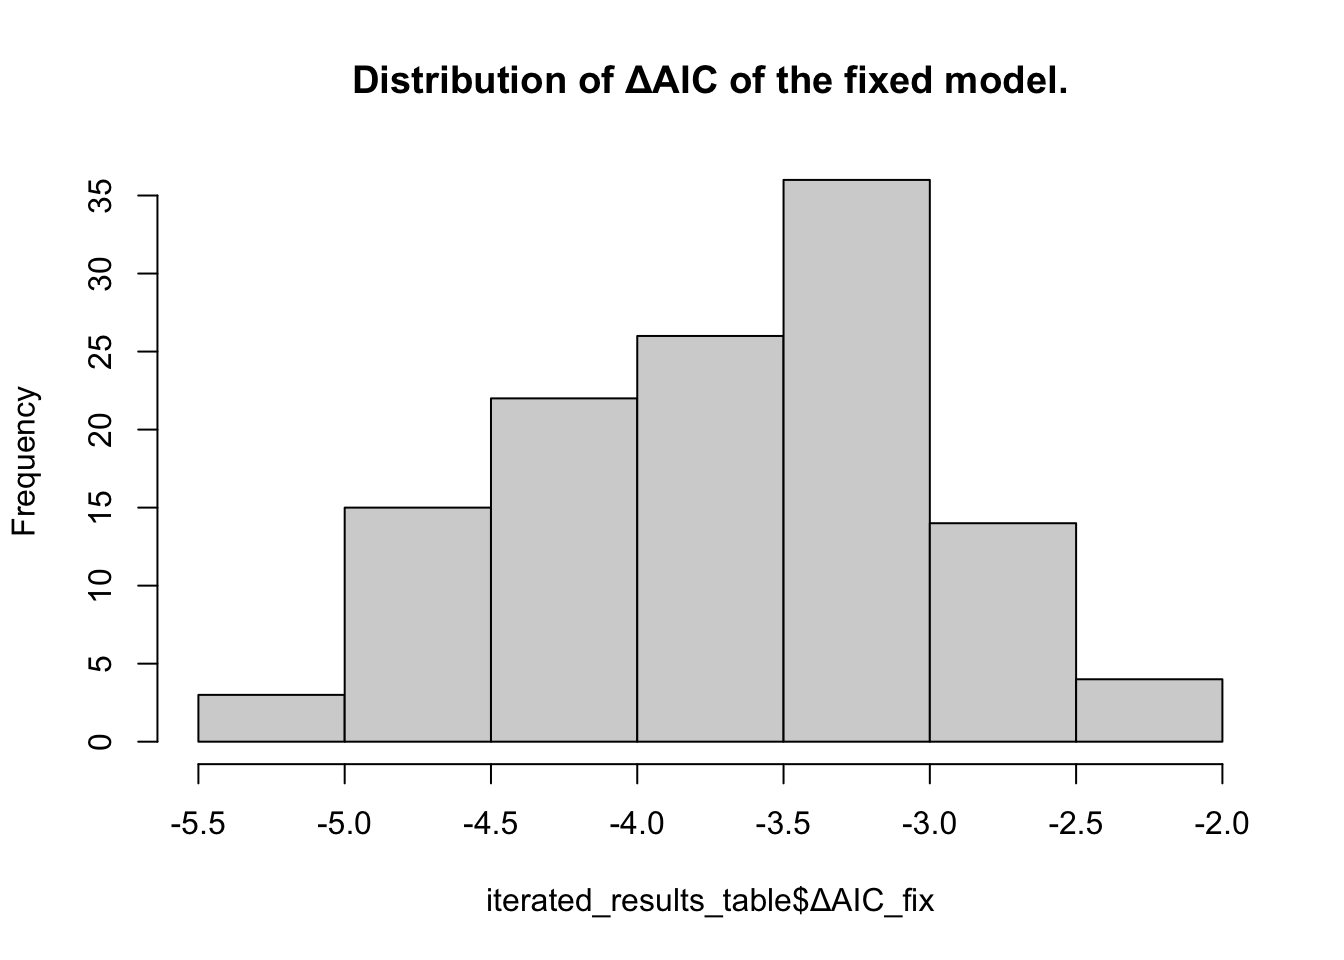 Distribution of ΔAIC of the fixed model.
35
30
25
20
15
10
5
0
Frequency
-5.5 -5.0 -4.5 -4.0 -3.5 -3.0 -2.5 -2.0
iterated_results_table$ΔAIC_fix